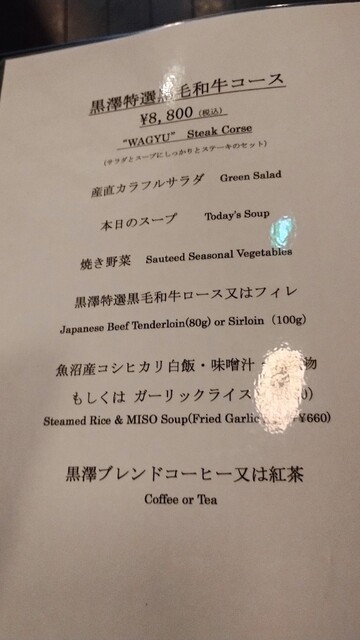 黒澤特選黒毛和牛コース
¥8,800 (税込)
"WAGYU" Steak Corse
(サラダとスープにしっかりとステーキのセット)
産直カラフルサラダ Green Salad
本日のスープ Today's Soup
焼き野菜 Sauteed Seasonal Vegetables
黒澤特選黒毛和牛ロース又はフィレ
Japanese Beef Tenderloin(80g) or Sirloin (100g)
魚沼産コシヒカリ白飯・味噌汁 物
もしくは ガーリックライス )
Steamed Rice & MISO Soup(Fried Garlic ¥660)
黒澤ブレンドコーヒー又は紅茶
Coffee or Tea